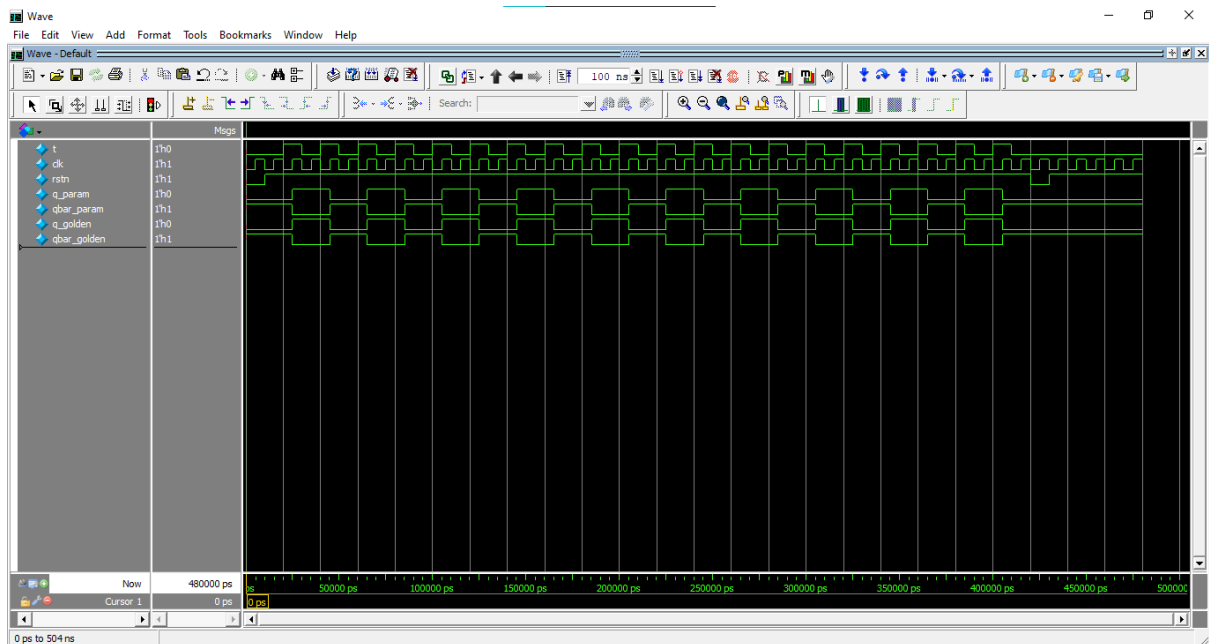 Wave
File Edit View Add Format Tools Bookmarks Window Help
Wave - Default
100 ns
Search:
Msgs
t 1'h0
clk 1'h1
rstn 1'h1
q_param 1'h0
qbar_param 1'h1
q_golden 1'h0
qbar_golden 1'h1
Now 480000 ps
ps 50000 ps 100000 ps 150000 ps 200000 ps 250000 ps 300000 ps 350000 ps 400000 ps 450000 ps 500000
Cursor 1 0 ps
0 ps
0 ps to 504 ns